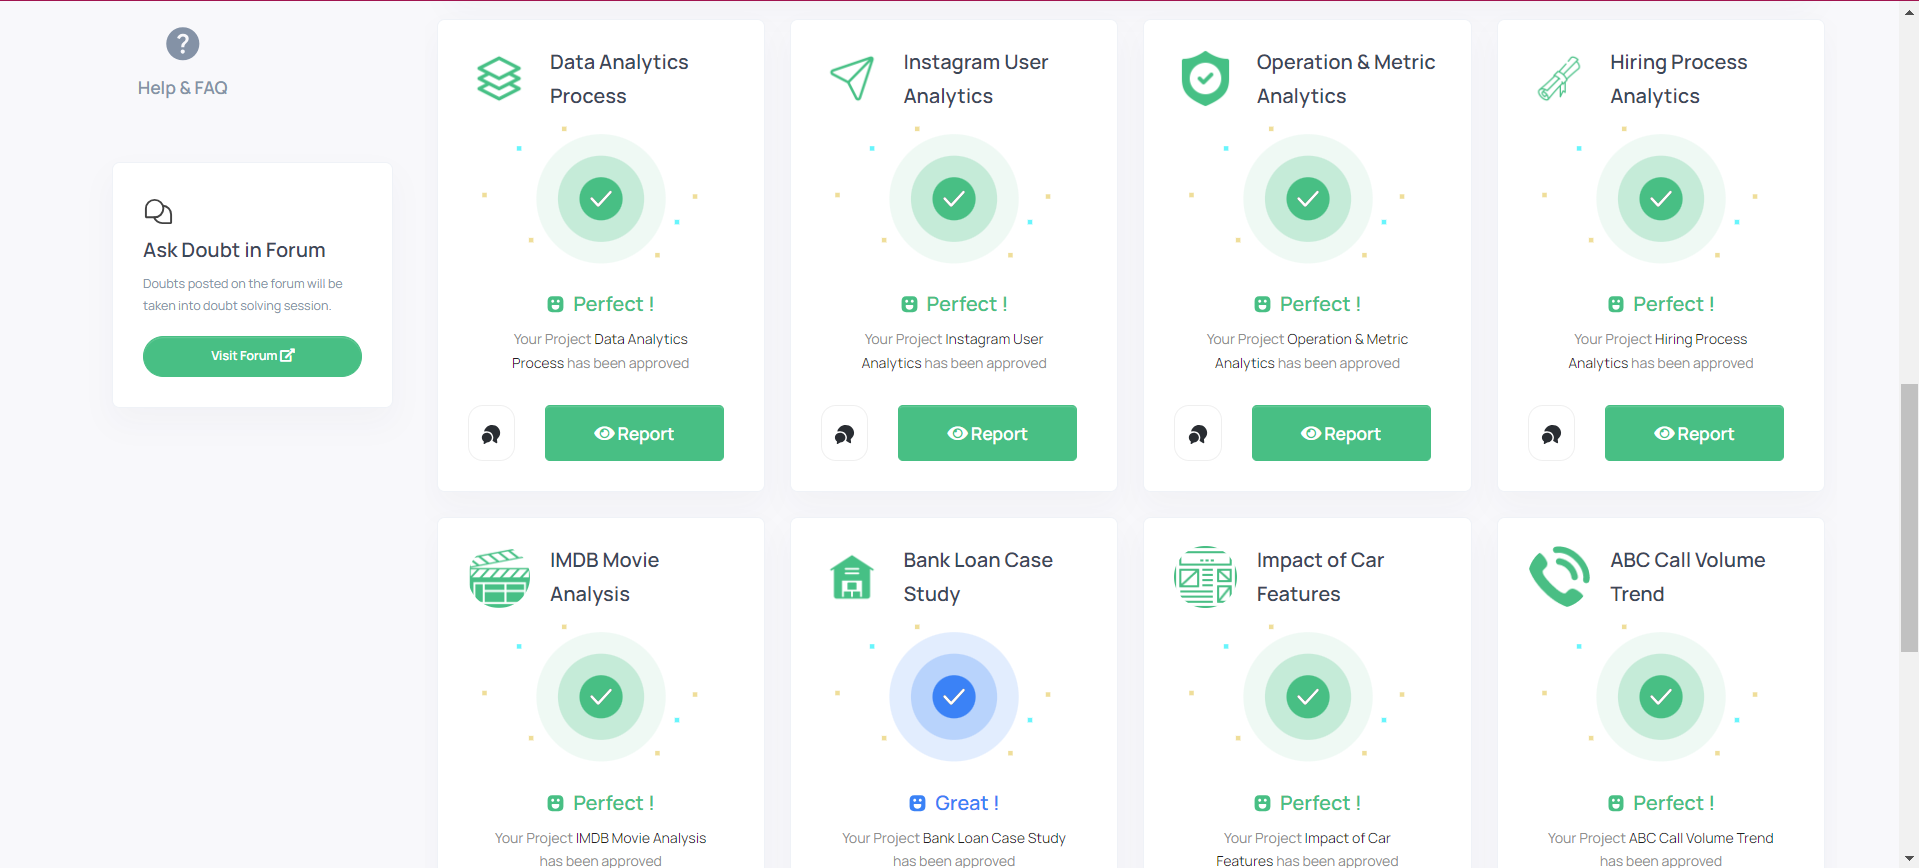 Help & FAQ
Ask Doubt in Forum
Doubts posted on the forum will be
taken into doubt solving session.
Visit Forum
Data Analytics
Process
Perfect !
Your Project Data Analytics
Process has been approved
Report
Instagram User
Analytics
Perfect !
Your Project Instagram User
Analytics has been approved
Report
Operation & Metric
Analytics
Perfect !
Your Project Operation & Metric
Analytics has been approved
Report
Hiring Process
Analytics
Perfect !
Your Project Hiring Process
Analytics has been approved
Report
IMDB Movie
Analysis
Perfect !
Your Project IMDB Movie Analysis
has been approved
Bank Loan Case
Study
Great !
Your Project Bank Loan Case Study
has been approved
Impact of Car
Features
Perfect !
Your Project Impact of Car
Features has been approved
ABC Call Volume
Trend
Perfect !
Your Project ABC Call Volume Trend
has been approved